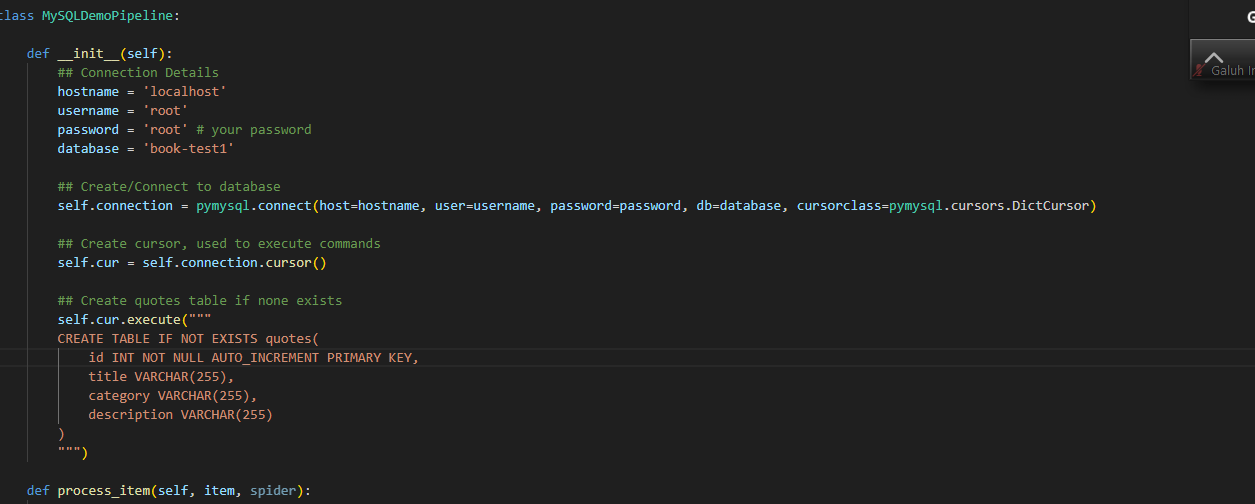 class MySQLDemoPipeline:
def __init__(self):
## Connection Details
hostname = 'localhost'
username = 'root'
password = 'root' # your password
database = 'book-test1'
## Create/Connect to database
self.connection = pymysql.connect(host=hostname, user=username, password=password, db=database, cursorclass=pymysql.cursors.DictCursor)
## Create cursor, used to execute commands
self.cur = self.connection.cursor()
## Create quotes table if none exists
self.cur.execute("""
CREATE TABLE IF NOT EXISTS quotes(
id INT NOT NULL AUTO_INCREMENT PRIMARY KEY,
title VARCHAR(255),
category VARCHAR(255),
description VARCHAR(255)
)
""")
def process_item(self, item, spider):
G
Galuh